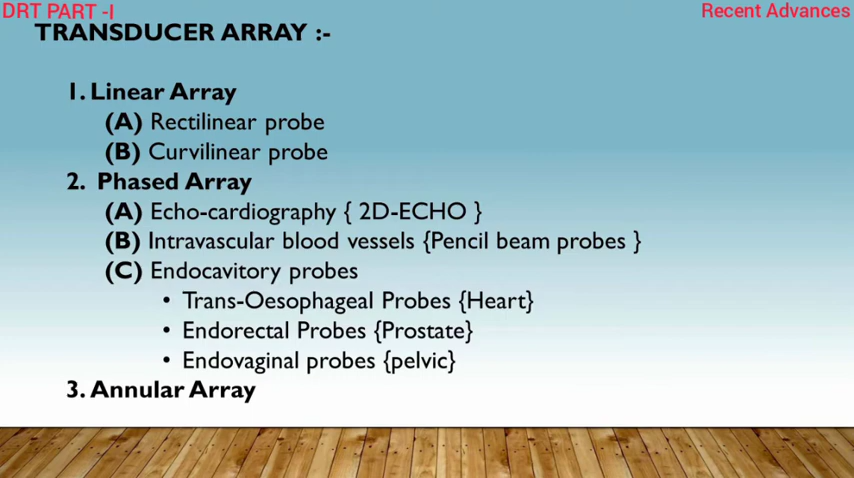 DRT PART -I
Recent Advances
TRANSDUCER ARRAY :-
1. Linear Array
(A) Rectilinear probe
(B) Curvilinear probe
2. Phased Array
(A) Echo-cardiography { 2D-ECHO }
(B) Intravascular blood vessels {Pencil beam probes }
(C) Endocavitory probes
• Trans-Oesophageal Probes {Heart}
• Endorectal Probes {Prostate}
• Endovaginal probes {pelvic}
3. Annular Array